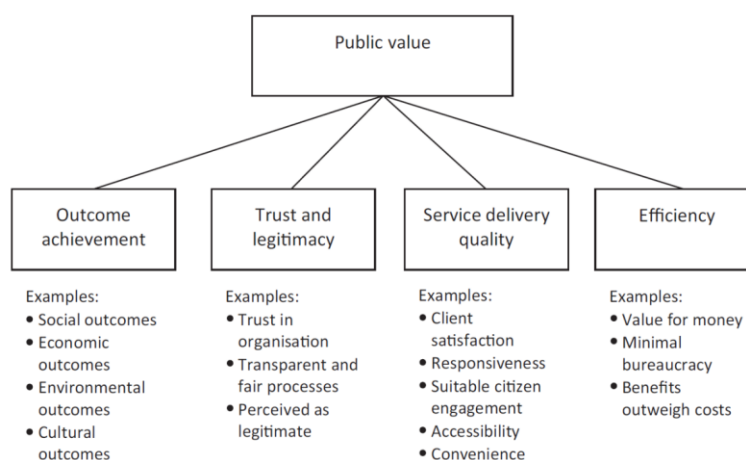 Public value
Outcome
achievement
Trust and
legitimacy
Service delivery
quality
Efficiency
Examples:
• Social outcomes
• Economic
outcomes
• Environmental
outcomes
• Cultural
outcomes
Examples:
• Trust in
organisation
• Transparent and
fair processes
• Perceived as
legitimate
Examples:
• Client
satisfaction
• Responsiveness
• Suitable citizen
engagement
• Accessibility
• Convenience
Examples:
• Value for money
• Minimal
bureaucracy
• Benefits
outweigh costs